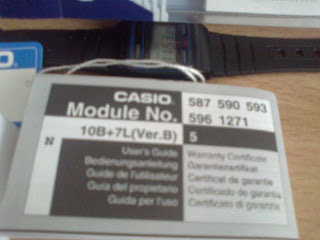 O.
CASIO
Module No. 587 590 593
596 1271
10B+7L(Ver.B) 5
N
User's Guide
Bedienungsanleitung
Guide de l'utilisateur
Guía del propietario
Guida per l'uso
Warranty Certificate
Garantiezertifikat
Certificat de garantie
Certificado de garantía
Certificato di garanzia